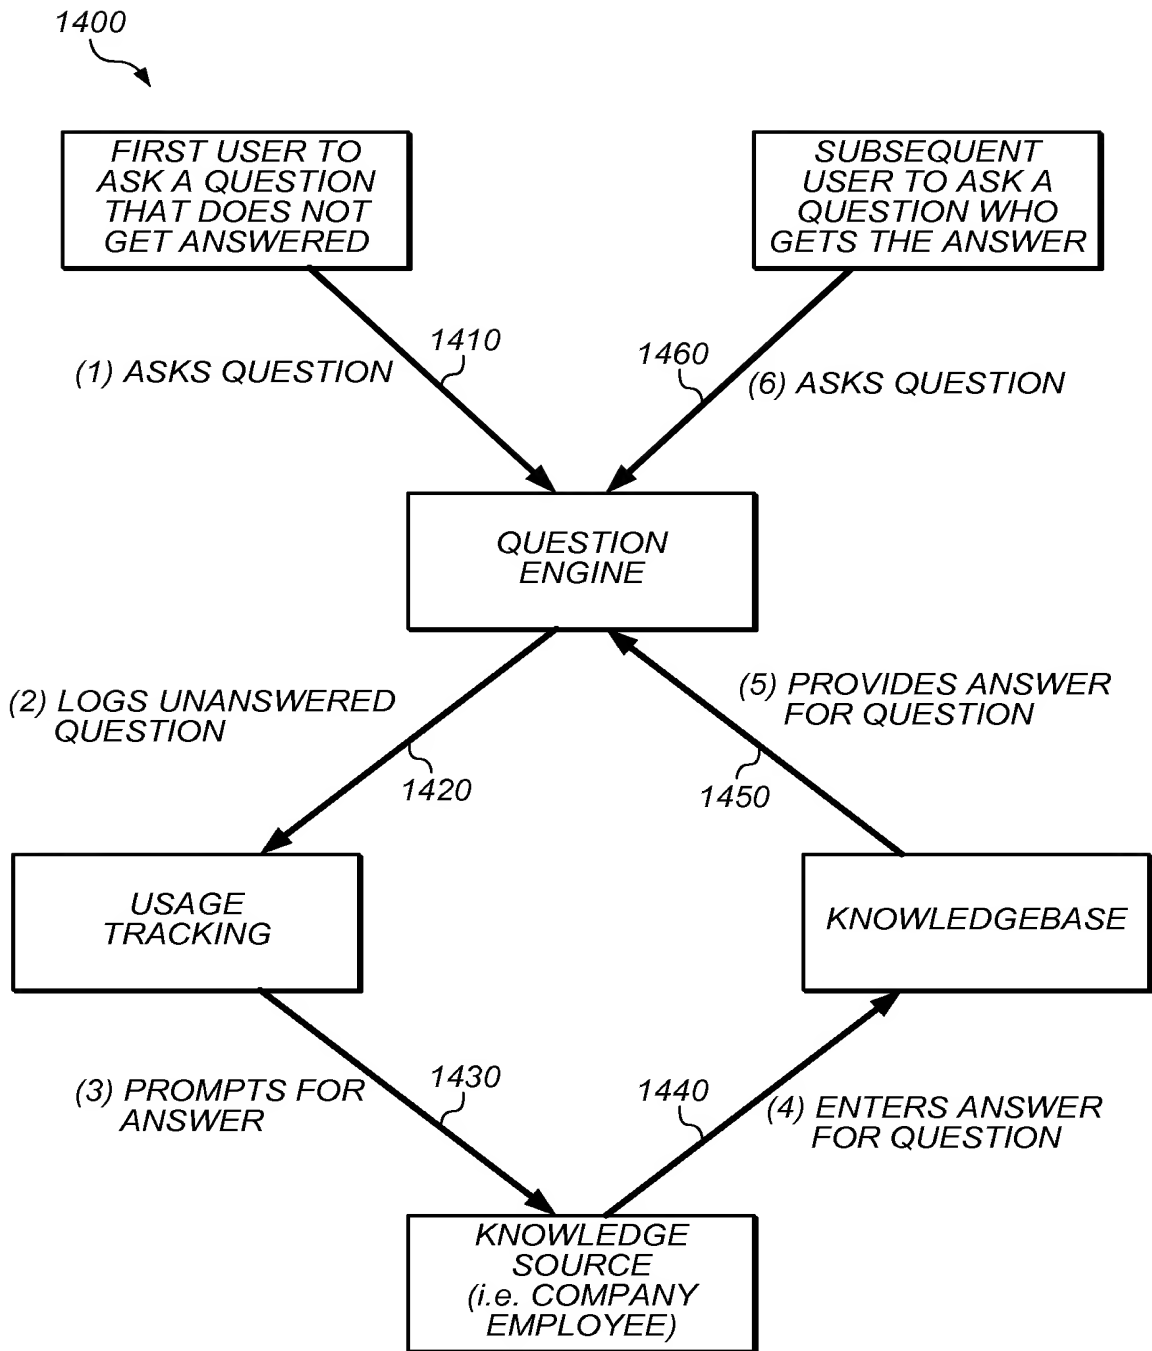 1400
FIRST USER TO
ASK A QUESTION
THAT DOES NOT
GET ANSWERED
SUBSEQUENT
USER TO ASK A
QUESTION WHO
GETS THE ANSWER
1410
(1) ASKS QUESTION
1460
(6) ASKS QUESTION
QUESTION
ENGINE
(2) LOGS UNANSWERED
QUESTION
1420
(5) PROVIDES ANSWER
FOR QUESTION
1450
USAGE
TRACKING
KNOWLEDGEBASE
(3) PROMPTS FOR
ANSWER
1430
1440
(4) ENTERS ANSWER
FOR QUESTION
KNOWLEDGE
SOURCE
(i.e. COMPANY
EMPLOYEE)